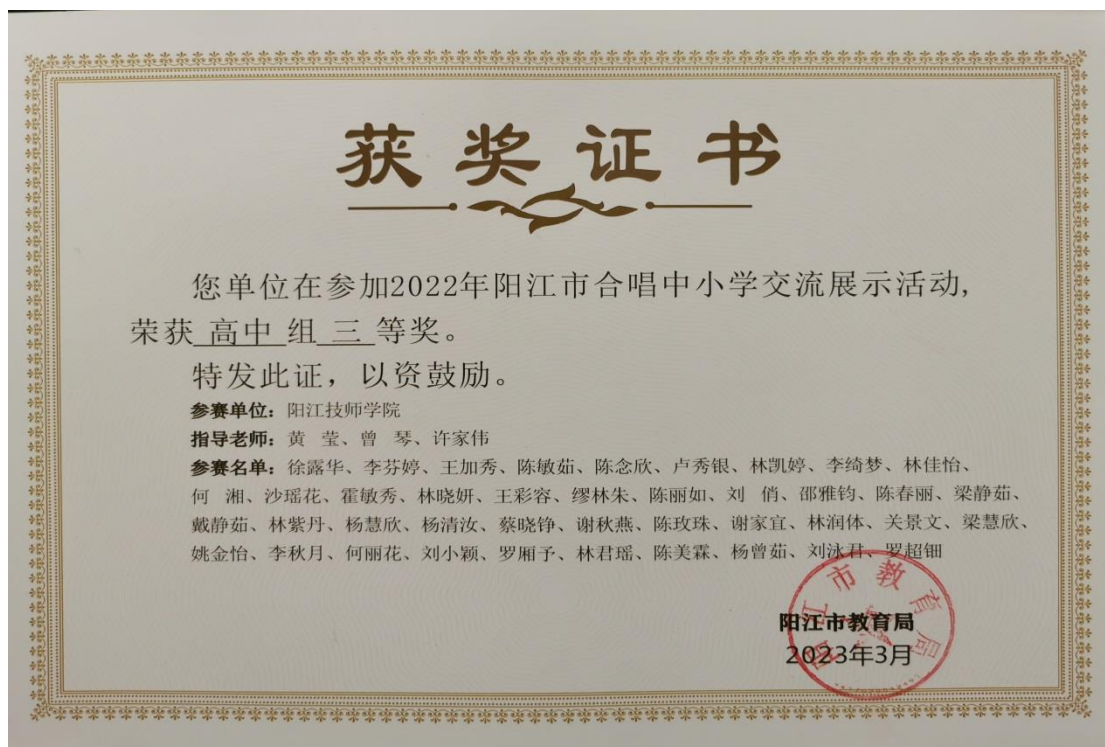 获奖证书
您单位在参加2022年阳江市合唱中小学交流展示活动,
荣获 高中 组 三 等奖。
特发此证，以资鼓励。
参赛单位：阳江技师学院
指导老师：黄 莹、曾 琴、许家伟
参赛名单：徐露华、李芬婷、王加秀、陈敏茹、陈念欣、卢秀银、林凯婷、李绮梦、林佳怡、
何 湘、沙瑶花、霍敏秀、林晓妍、王彩容、缪林朱、陈丽如、刘 俏、邵雅钧、陈春丽、梁静茹、
戴静茹、林紫丹、杨慧欣、杨清汝、蔡晓铮、谢秋燕、陈玫珠、谢家宜、林润体、关景文、梁慧欣、
姚金怡、李秋月、何丽花、刘小颖、罗厢予、林君瑶、陈美霖、杨曾茹、刘泳君、罗超钿
阳江市教育局
2023年3月
阳江市教育局